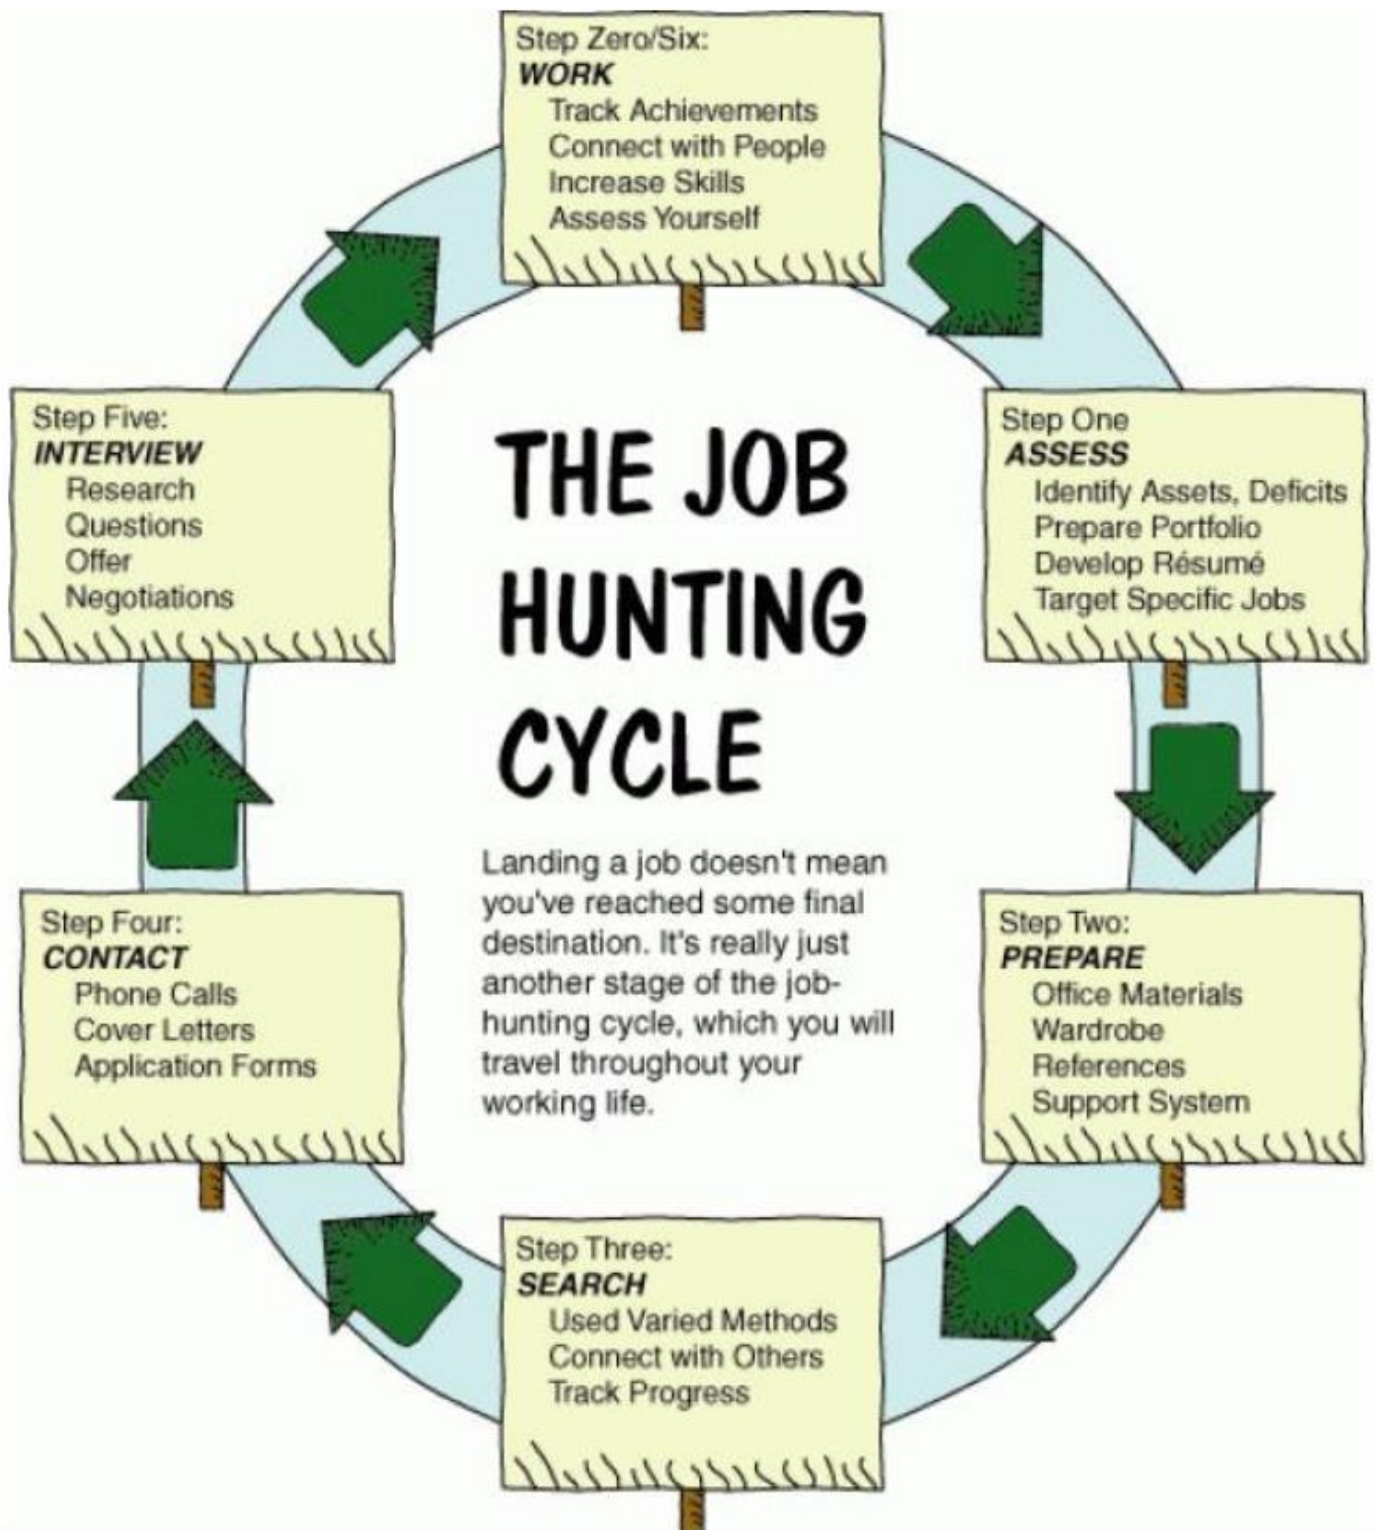 Step Zero/Six:
WORK
Track Achievements
Connect with People
Increase Skills
Assess Yourself
Step Five:
INTERVIEW
Research
Questions
Offer
Negotiations
THE JOB
HUNTING
CYCLE
Step One
ASSESS
Identify Assets, Deficits
Prepare Portfolio
Develop Résumé
Target Specific Jobs
Landing a job doesn't mean
you've reached some final
destination. It's really just
another stage of the job-
hunting cycle, which you will
travel throughout your
working life.
Step Four:
CONTACT
Phone Calls
Cover Letters
Application Forms
Step Two:
PREPARE
Office Materials
Wardrobe
References
Support System
Step Three:
SEARCH
Used Varied Methods
Connect with Others
Track Progress